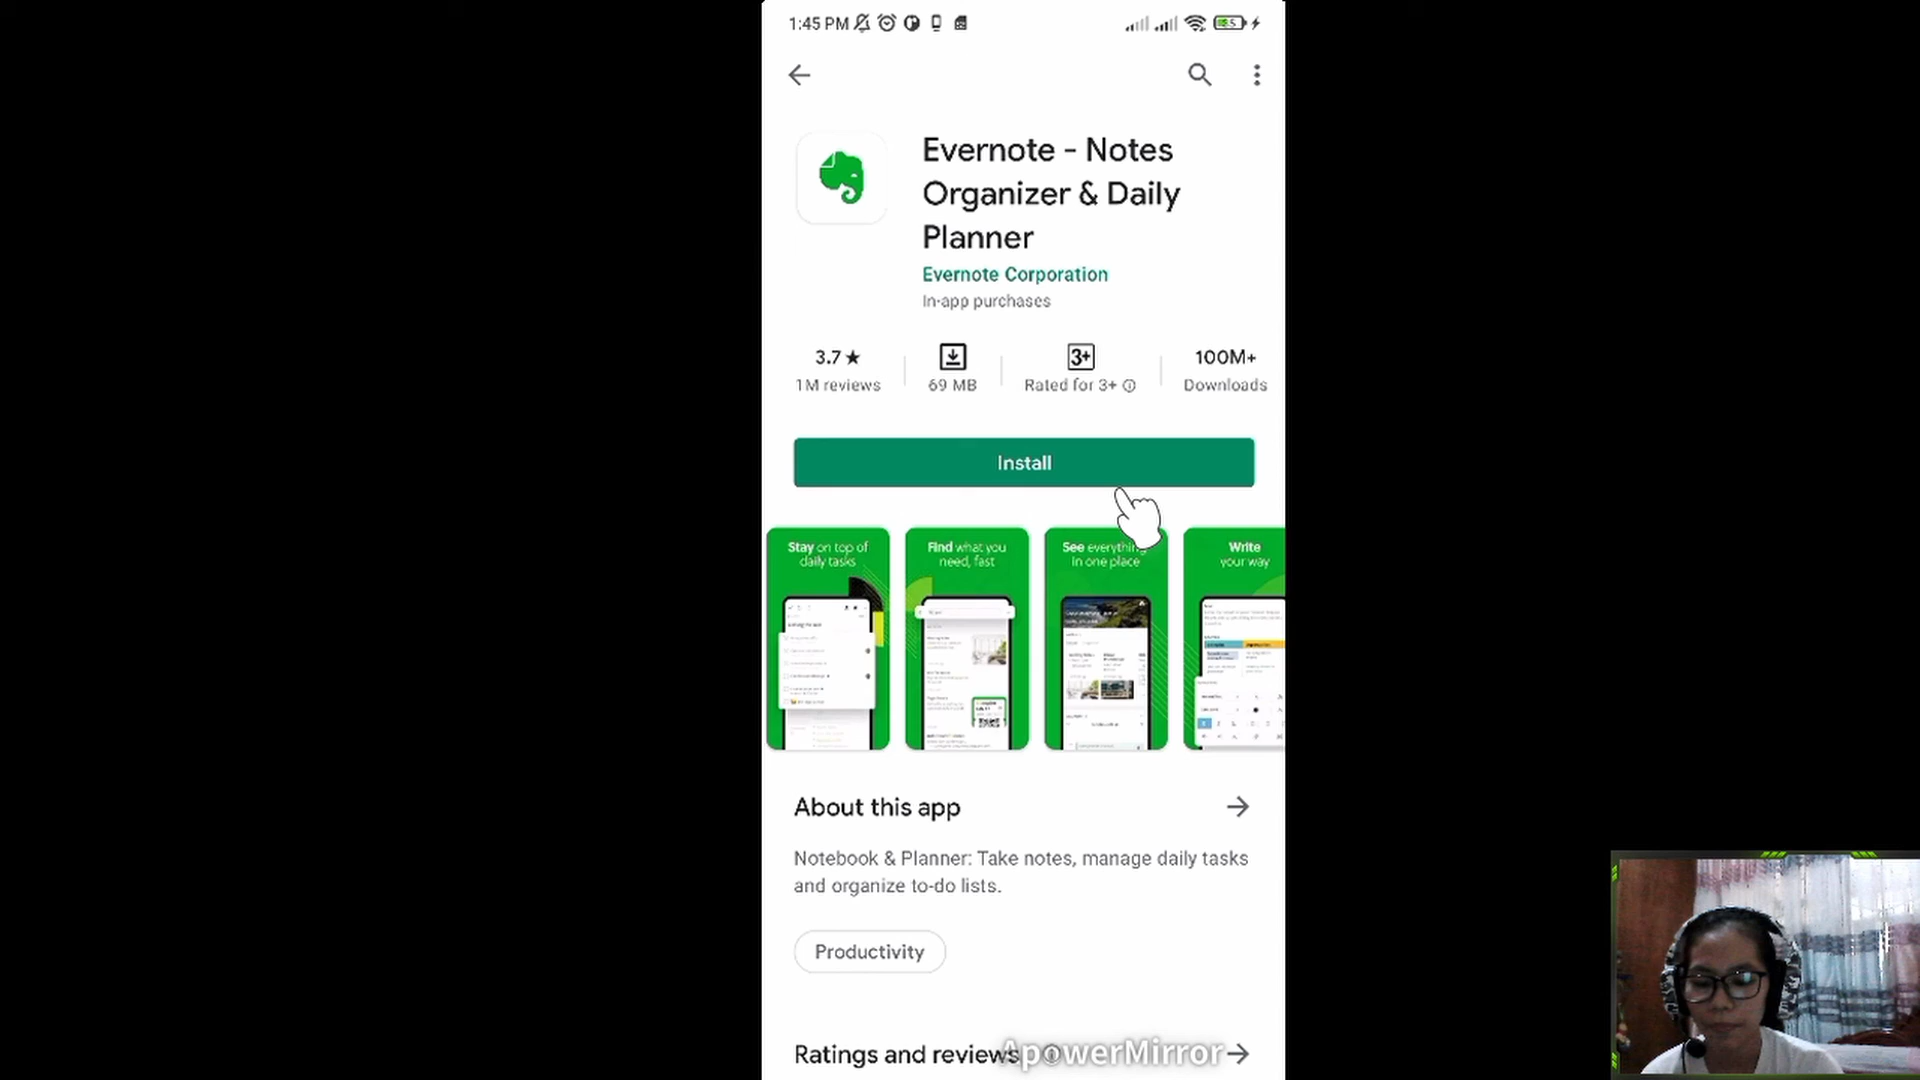 1:45 PM
Evernote - Notes
Organizer & Daily
Planner
Evernote Corporation
In-app purchases
3.7★ 3+ 100M+
1M reviews 69 MB Rated for 3+ Downloads
Install
Stay on top of
daily tasks
Find what you
need, fast
See everything
in one place
Write
your way
About this app
Notebook & Planner: Take notes, manage daily tasks
and organize to-do lists.
Productivity
Ratings and reviews
ApowerMirror